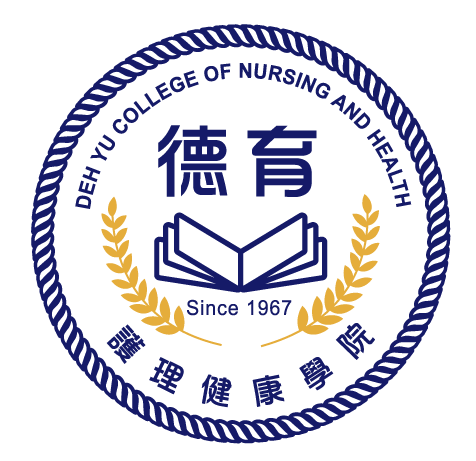 DEH YU COLLEGE OF NURSING AND HEALTH
德育
Since 1967
護理健康學院